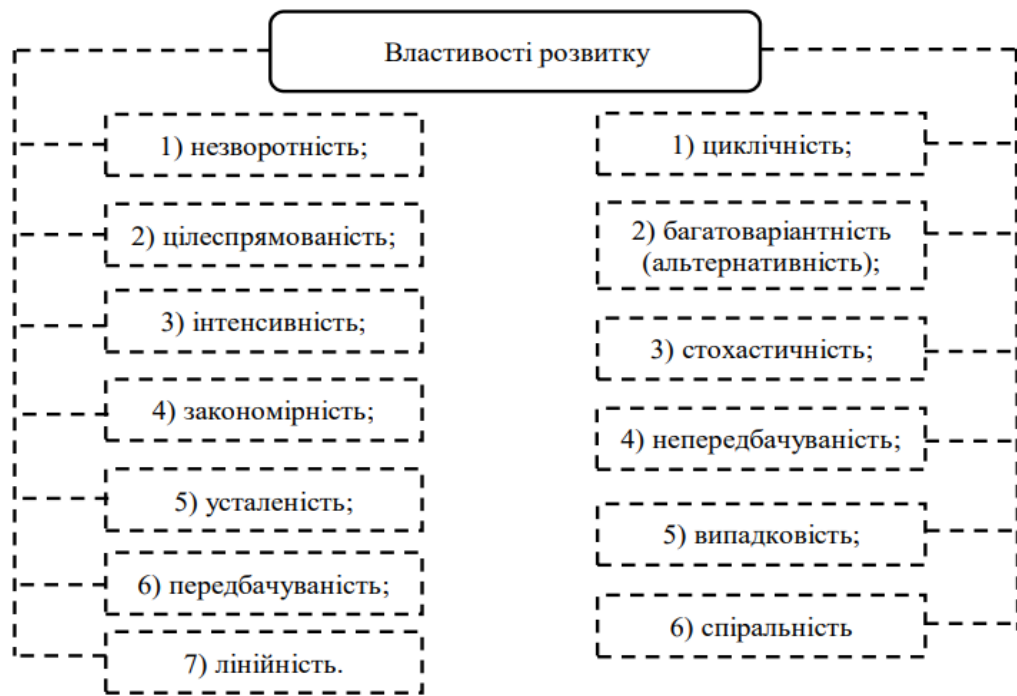 Властивості розвитку
1) незворотність;
2) цілеспрямованість;
3) інтенсивність;
4) закономірність;
5) усталеність;
6) передбачуваність;
7) лінійність.
1) циклічність;
2) багатоваріантність
(альтернативність);
3) стохастичність;
4) непередбачуваність;
5) випадковість;
6) спіральність